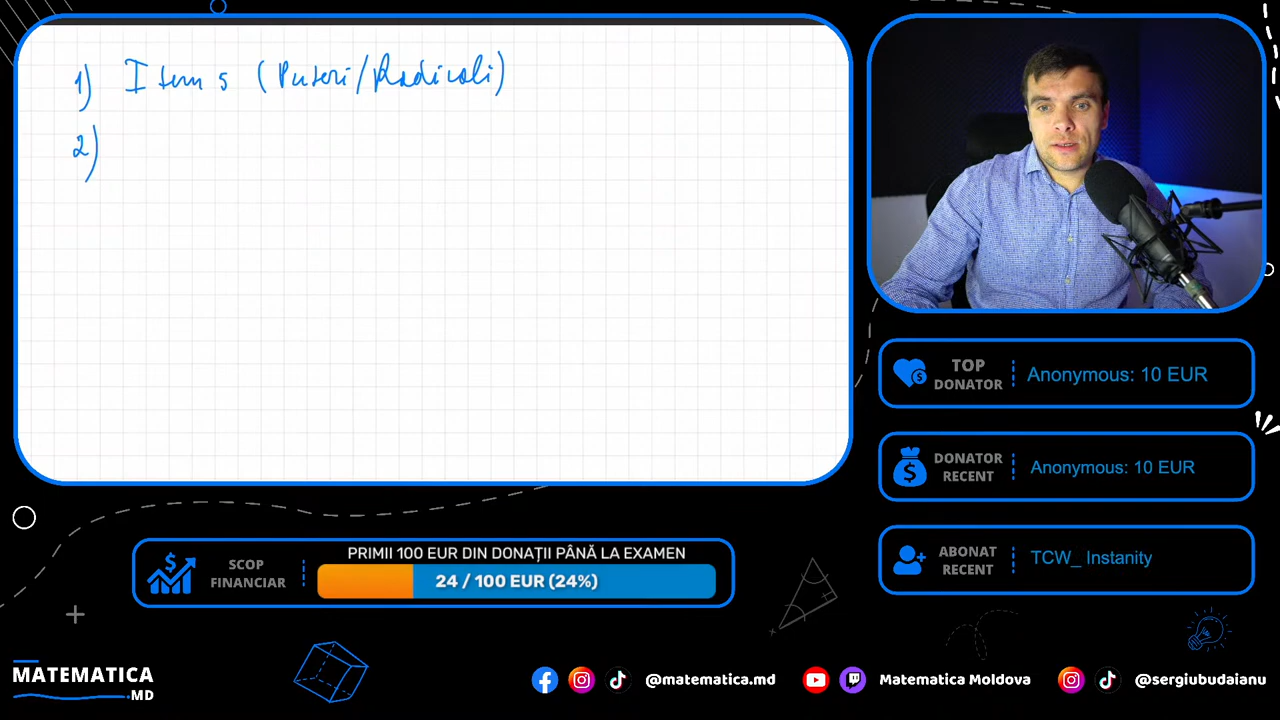 1) Item 5 (Puteri/Radicali)
2)
TOP DONATOR
Anonymous: 10 EUR
DONATOR RECENT
Anonymous: 10 EUR
ABONAT RECENT
TCW_ Instanity
SCOP FINANCIAR
PRIMII 100 EUR DIN DONAȚII PÂNĂ LA EXAMEN
24 / 100 EUR (24%)
MATEMATICA
.MD
@matematica.md
Matematica Moldova
@sergiubudaianu